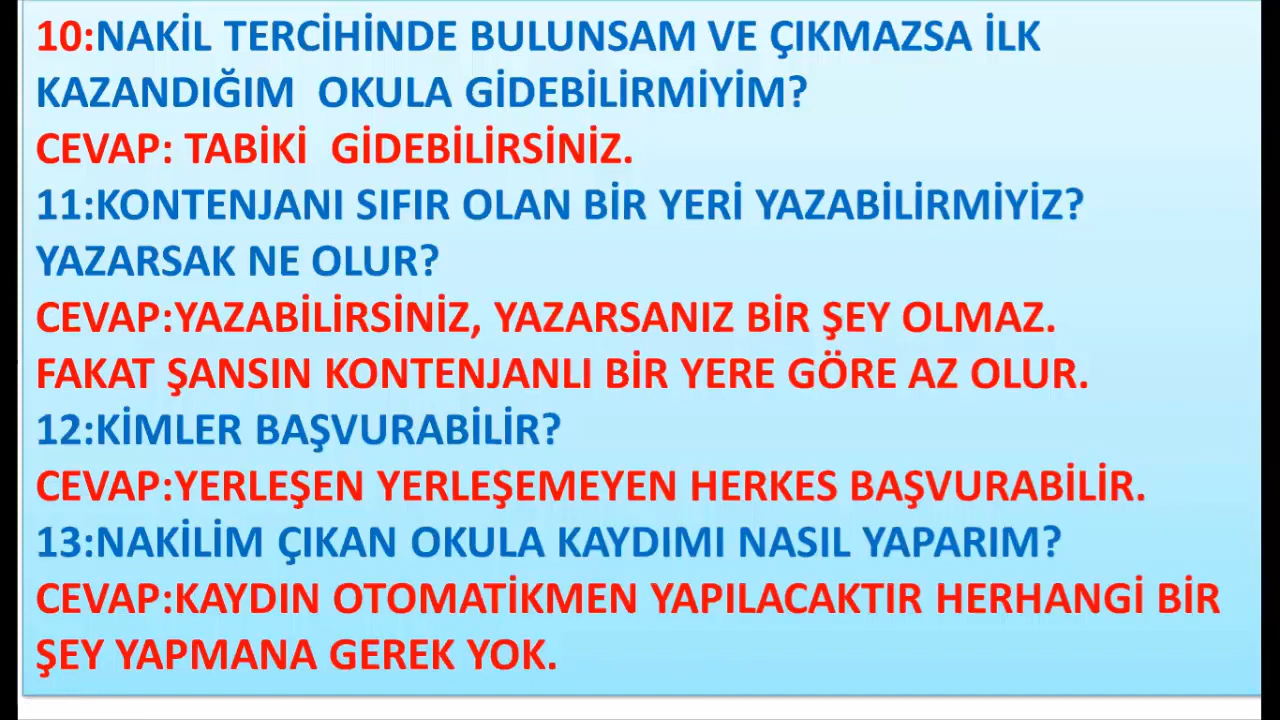 10:NAKİL TERCİHİNDE BULUNSAM VE ÇIKMAZSA İLK
KAZANDIĞIM OKULA GİDEBİLİRMİYİM?
CEVAP: TABİKİ GİDEBİLİRSİNİZ.
11:KONTENJANI SIFIR OLAN BİR YERİ YAZABİLİRMİYİZ?
YAZARSAK NE OLUR?
CEVAP:YAZABİLİRSİNİZ, YAZARSANIZ BİR ŞEY OLMAZ.
FAKAT ŞANSIN KONTENJANLI BİR YERE GÖRE AZ OLUR.
12:KİMLER BAŞVURABİLİR?
CEVAP:YERLEŞEN YERLEŞEMEYEN HERKES BAŞVURABİLİR.
13:NAKİLİM ÇIKAN OKULA KAYDIMI NASIL YAPARIM?
CEVAP:KAYDIN OTOMATİKMEN YAPILACAKTIR HERHANGİ BİR
ŞEY YAPMANA GEREK YOK.